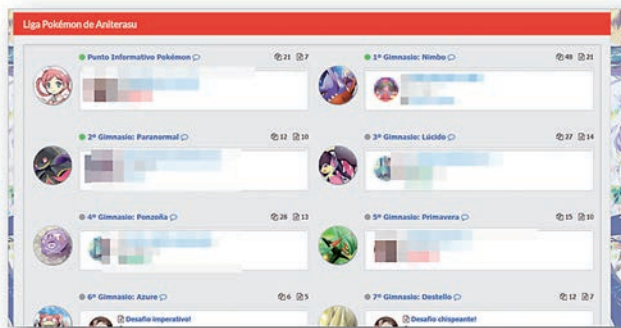 Liga Pokémon de Aniterasu
Punto Informativo Pokémon 21 7
1º Gimnasio: Nimbo 49 21
2º Gimnasio: Paranormal 12 10
3º Gimnasio: Lúcido 27 14
4º Gimnasio: Ponzoña 28 13
5º Gimnasio: Primavera 15 10
6º Gimnasio: Azure 6 5
7º Gimnasio: Destello 12 7
Desafío imperativo!
Desafío chispeante!